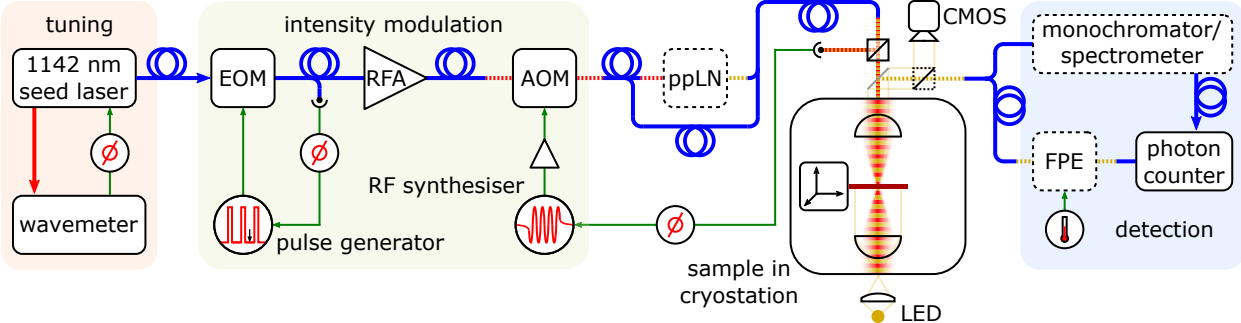 tuning
1142 nm
seed laser
ϕ
wavemeter
intensity modulation
EOM
RFA
AOM
ϕ
RF synthesiser
pulse generator
ppLN
ϕ
CMOS
sample in
cryostation
LED
monochromator/
spectrometer
FPE
photon
counter
detection